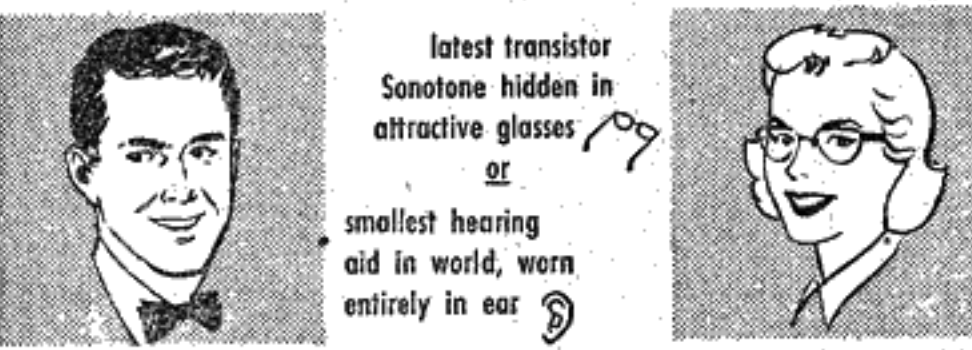 latest transistor
Sonotone hidden in
attractive glasses
or
smallest hearing
aid in world, worn
entirely in ear